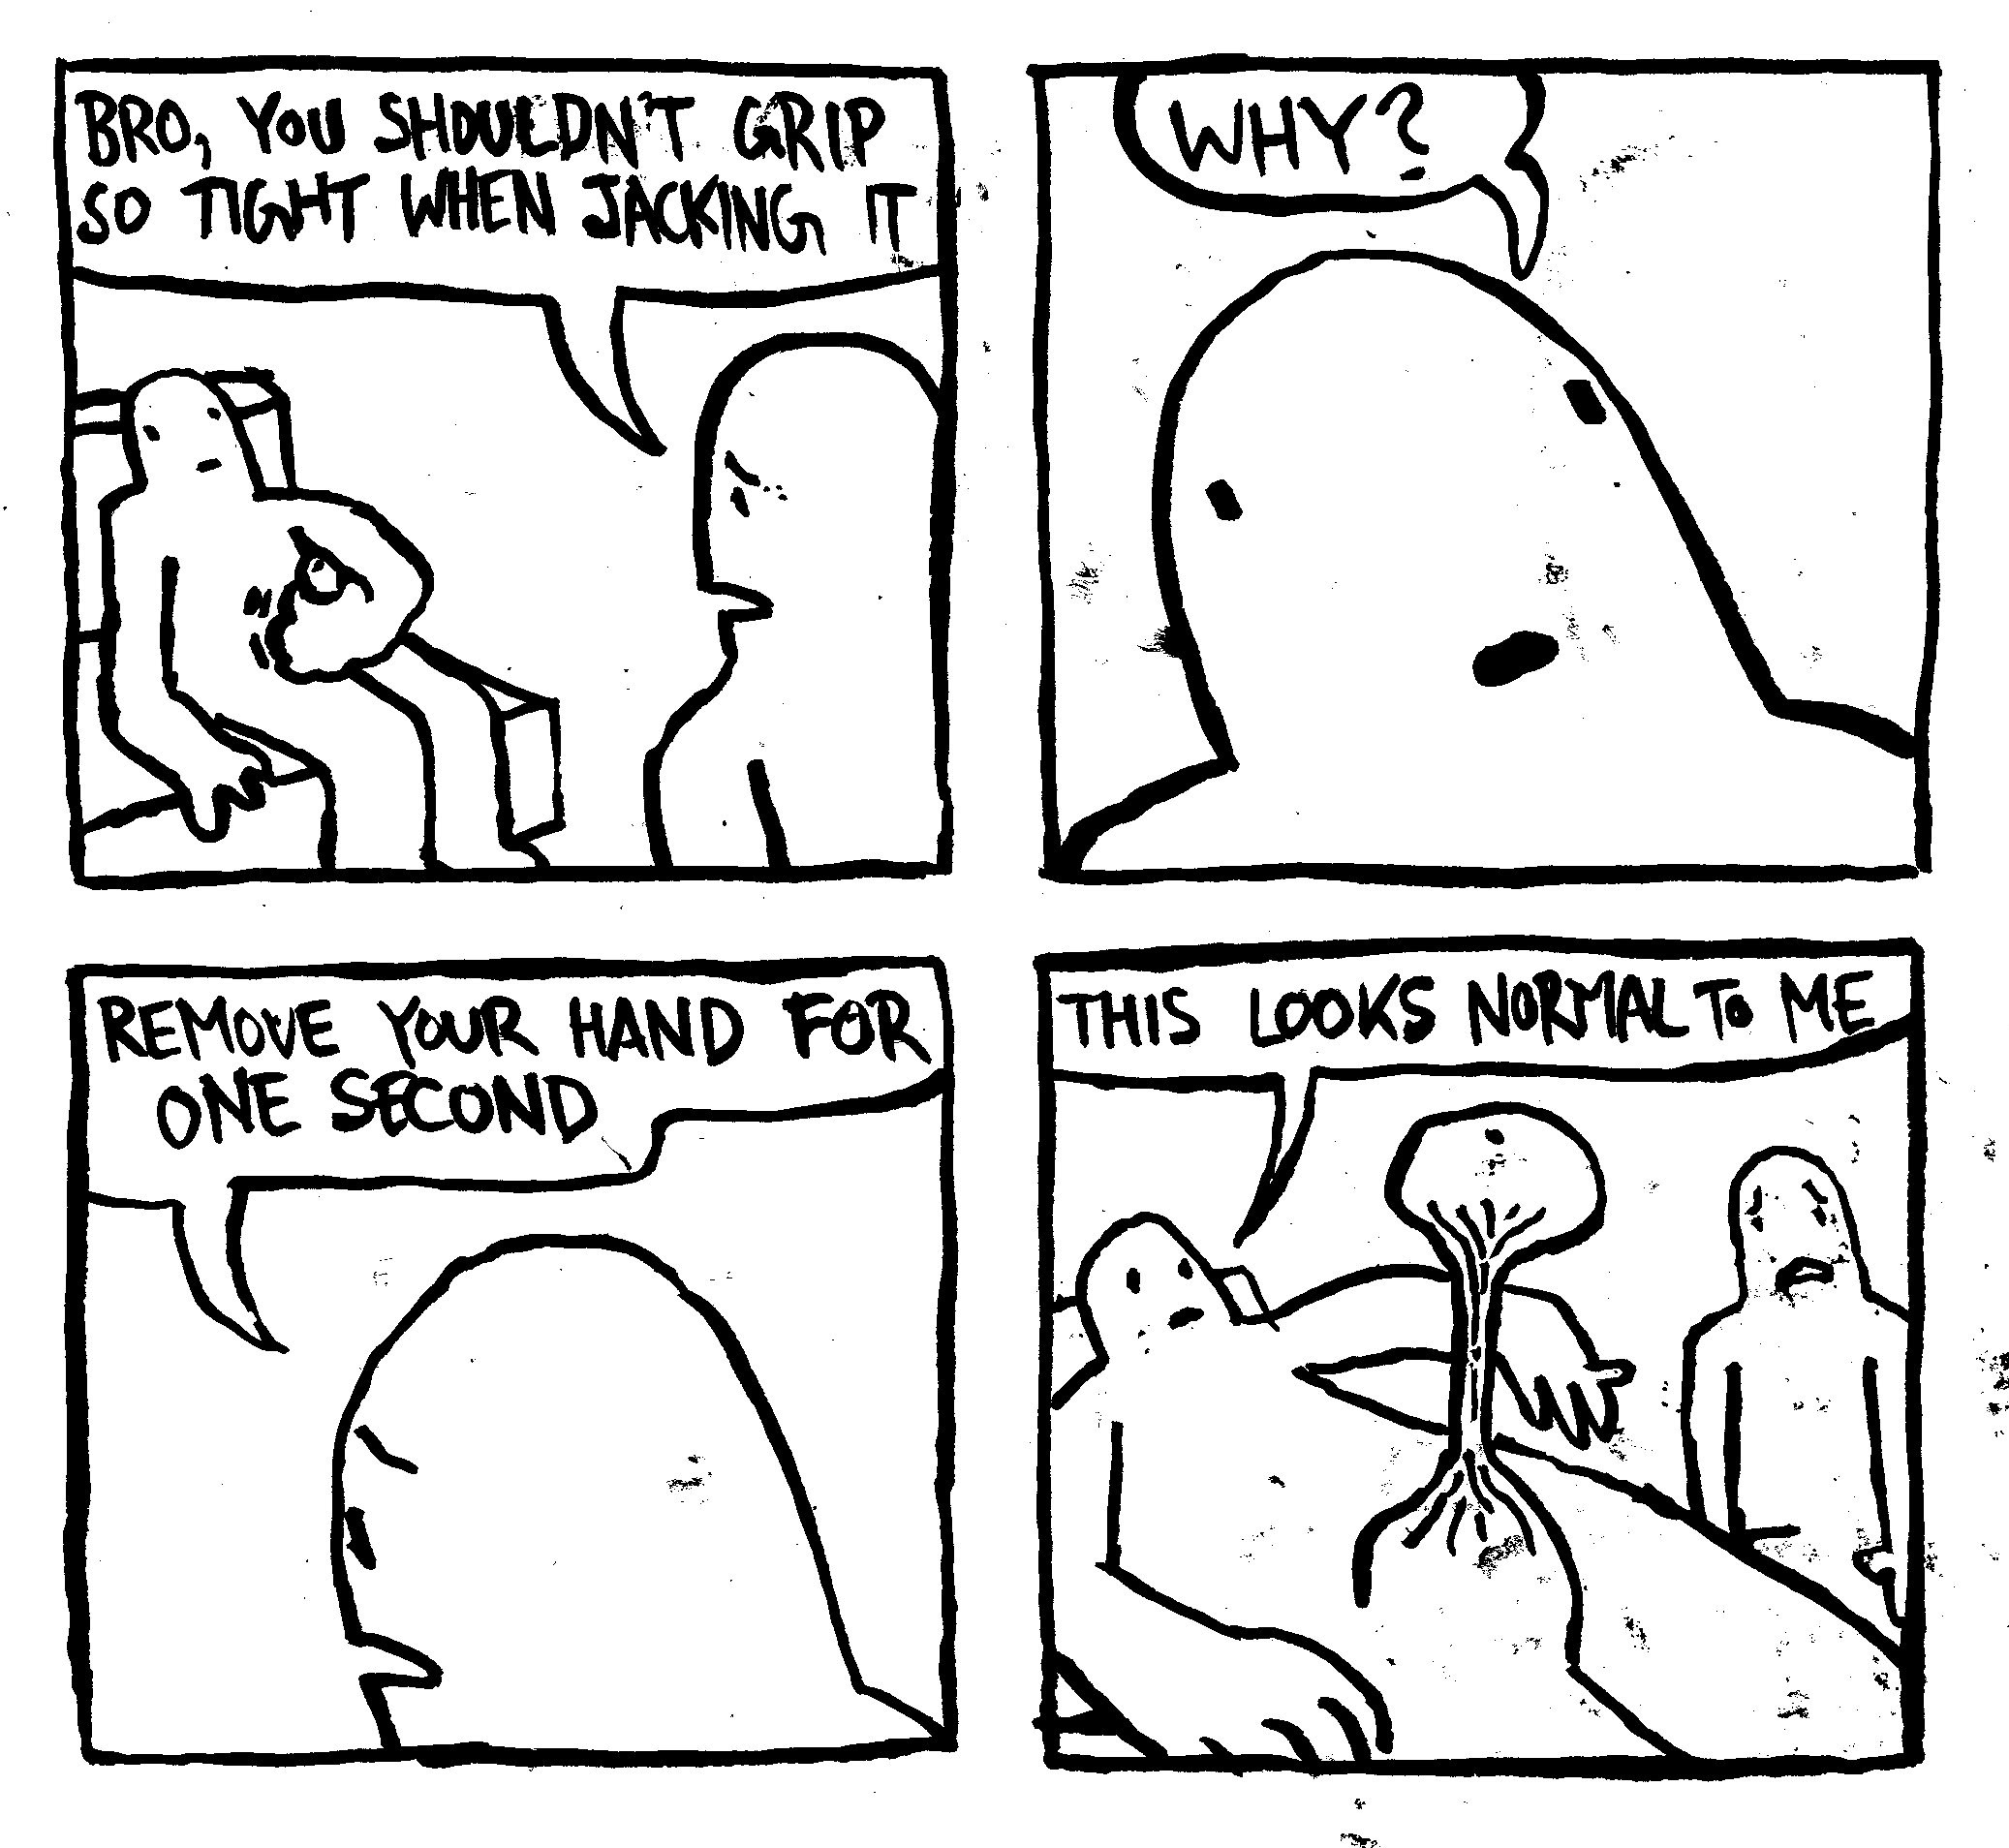 BRO, YOU SHOULDN'T GRIP
SO TIGHT WHEN JACKING IT
WHY?
REMOVE YOUR HAND FOR
ONE SECOND
THIS LOOKS NORMAL TO ME